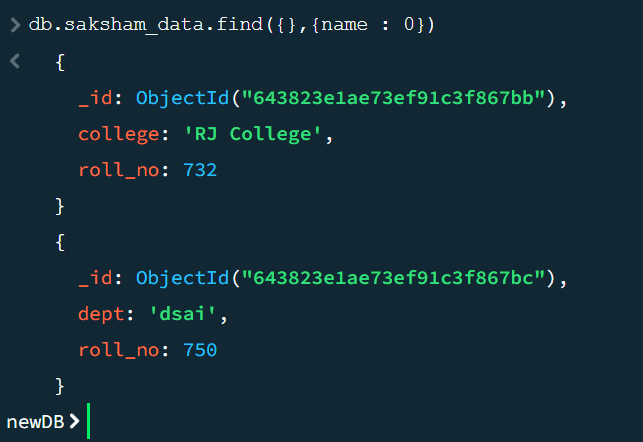 > db.saksham_data.find({},{name : 0})
< {
_id: ObjectId("643823e1ae73ef91c3f867bb"),
college: 'RJ College',
roll_no: 732
}
{
_id: ObjectId("643823e1ae73ef91c3f867bc"),
dept: 'dsai',
roll_no: 750
}
newDB>